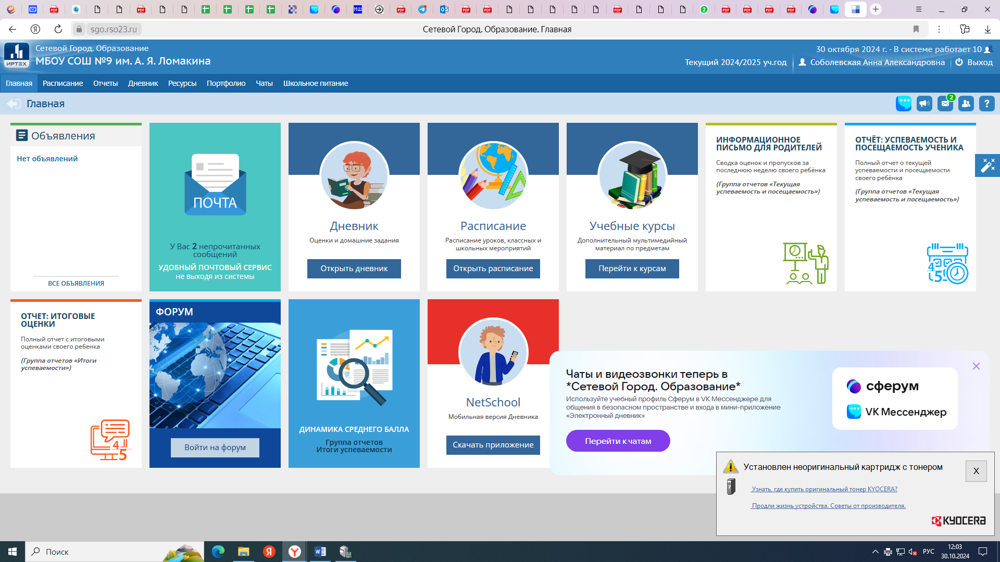 sgo.rso23.ru
Сетевой Город. Образование. Главная
ИРТЕХ
Сетевой Город. Образование
МБОУ СОШ №9 им. А. Я. Ломакина
30 октября 2024 г. - В системе работает 10
Текущий 2024/2025 уч.год
Соболевская Анна Александровна
Выход
Главная Расписание Отчеты Дневник Ресурсы Портфолио Чаты Школьное питание
Главная
2
?
Объявления
Нет объявлений
ВСЕ ОБЪЯВЛЕНИЯ
ПОЧТА
У Вас 2 непрочитанных
сообщений
УДОБНЫЙ ПОЧТОВЫЙ СЕРВИС
не выходя из системы
Дневник
Оценки и домашние задания
Открыть дневник
Расписание
Расписание уроков, классных и
школьных мероприятий
Открыть расписание
Учебные курсы
Дополнительный мультимедийный
материал по предметам
Перейти к курсам
ИНФОРМАЦИОННОЕ
ПИСЬМО ДЛЯ РОДИТЕЛЕЙ
Сводка оценок и пропусков за
последнюю неделю своего ребёнка
(Группа отчетов «Текущая
успеваемость и посещаемость»)
ОТЧЁТ: УСПЕВАЕМОСТЬ И
ПОСЕЩАЕМОСТЬ УЧЕНИКА
Полный отчет о текущей
успеваемости и посещаемости
своего ребёнка
(Группа отчетов «Текущая
успеваемость и посещаемость»)
4
5
ОТЧЕТ: ИТОГОВЫЕ
ОЦЕНКИ
Полный отчет с итоговыми
оценками своего ребенка
(Группа отчетов «Итоги
успеваемости»)
4
5
ФОРУМ
Войти на форум
ДИНАМИКА СРЕДНЕГО БАЛЛА
Группа отчетов
Итоги успеваемости
NetSchool
Мобильная версия Дневника
Скачать приложение
Чаты и видеозвонки теперь в
*Сетевой Город. Образование*
Используйте учебный профиль Сферум в VK Мессенджере для
общения в безопасном пространстве и входа в мини-приложение
«Электронный дневник»
Перейти к чатам
сферум
VK Мессенджер
Установлен неоригинальный картридж с тонером
X
Узнать, где купить оригинальный тонер KYOCERA?
Продли жизнь устройства. Советы от производителя.
KYOCERA
Поиск
РУС
12:03
30.10.2024